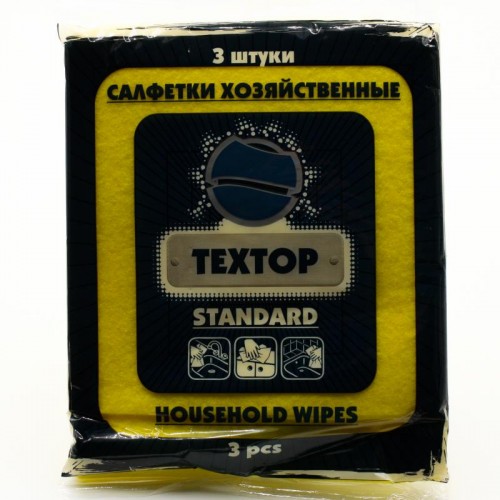 3 штуки
САЛФЕТКИ ХОЗЯЙСТВЕННЫЕ
TEXTOP
STANDARD
HOUSEHOLD WIPES
3 pcs